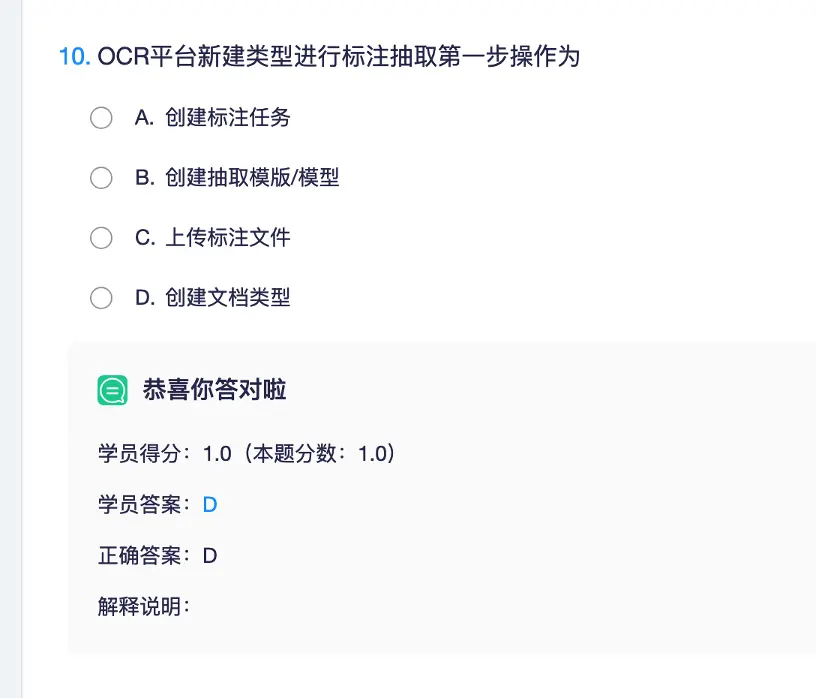 10. OCR平台新建类型进行标注抽取第一步操作为
A. 创建标注任务
B. 创建抽取模版/模型
C. 上传标注文件
D. 创建文档类型
恭喜你答对啦
学员得分：1.0（本题分数：1.0）
学员答案：D
正确答案：D
解释说明：